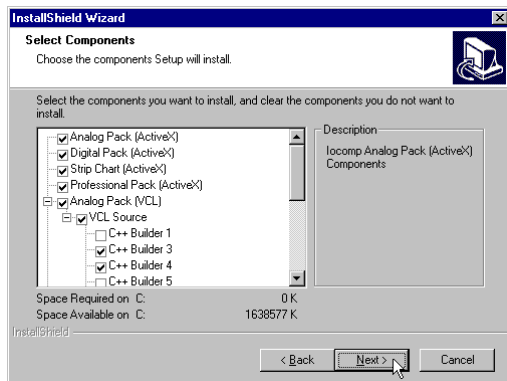 InstallShield Wizard
Select Components
Choose the components Setup will install.
Select the components you want to install, and clear the components you do not want to
install.
Analog Pack (ActiveX)
Digital Pack (ActiveX)
Strip Chart (ActiveX)
Professional Pack (ActiveX)
Analog Pack (VCL)
VCL Source
C++ Builder 1
C++ Builder 3
C++ Builder 4
C++ Builder 5
Description
Iocomp Analog Pack (ActiveX)
Components
Space Required on C: 0 K
Space Available on C: 1638577 K
InstallShield
< Back
Next >
Cancel